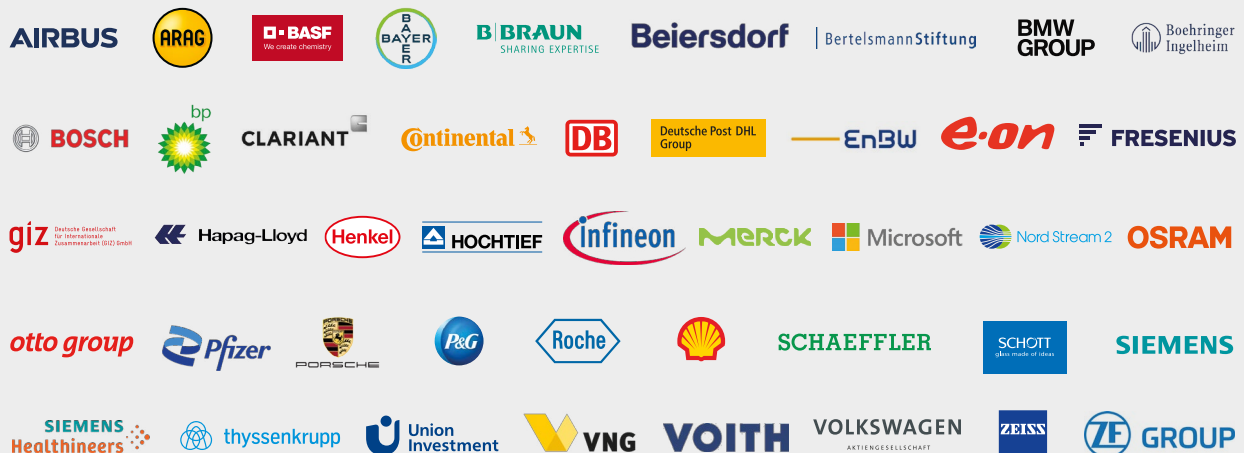 AIRBUS
ARAG
BASF
We create chemistry
BAYER
BAYER
B|BRAUN
SHARING EXPERTISE
Beiersdorf
BertelsmannStiftung
BMW
GROUP
Boehringer
Ingelheim
BOSCH
bp
CLARIANT
Continental
DB
Deutsche Post DHL
Group
EnBW
e·on
FRESENIUS
giz
Deutsche Gesellschaft
für Internationale
Zusammenarbeit (GIZ) GmbH
Hapag-Lloyd
Henkel
HOCHTIEF
infineon
MERCK
Microsoft
Nord Stream 2
OSRAM
otto group
Pfizer
PORSCHE
PORSCHE
P&G
Roche
SCHAEFFLER
SCHOTT
glass made of ideas
SIEMENS
SIEMENS
Healthineers
thyssenkrupp
Union
Investment
VNG
VOITH
VOLKSWAGEN
AKTIENGESELLSCHAFT
ZEISS
ZF GROUP